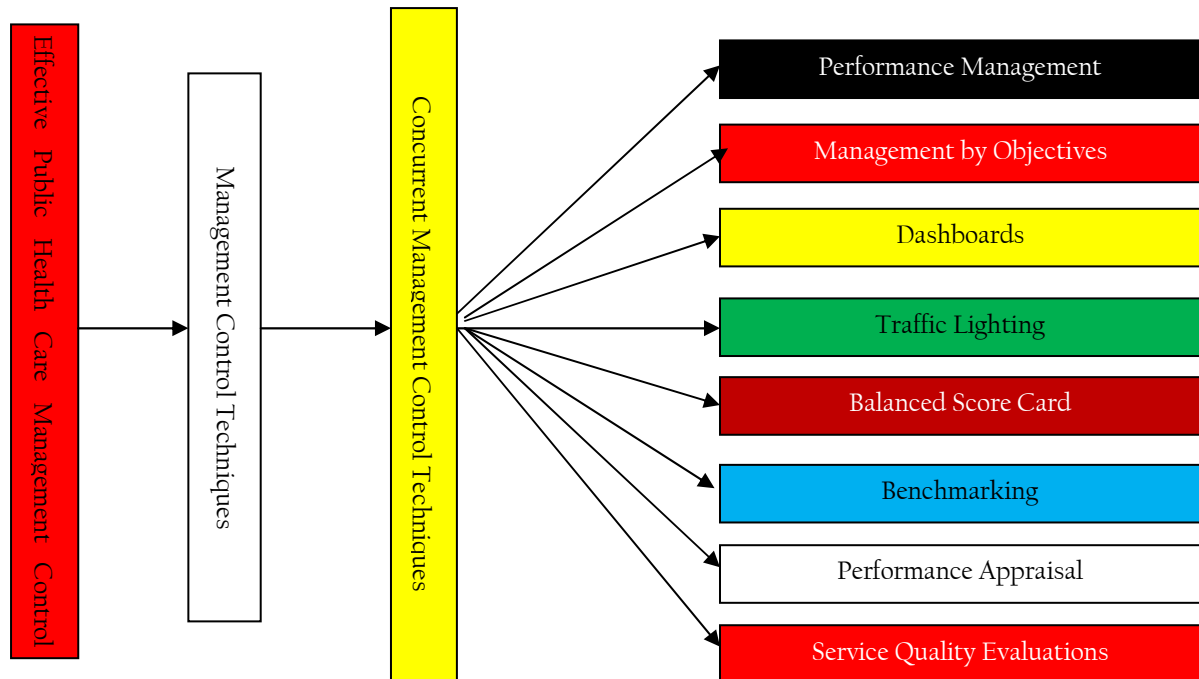 Effective Public Health Care Management Control
Management Control Techniques
Concurrent Management Control Techniques
Performance Management
Management by Objectives
Dashboards
Traffic Lighting
Balanced Score Card
Benchmarking
Performance Appraisal
Service Quality Evaluations